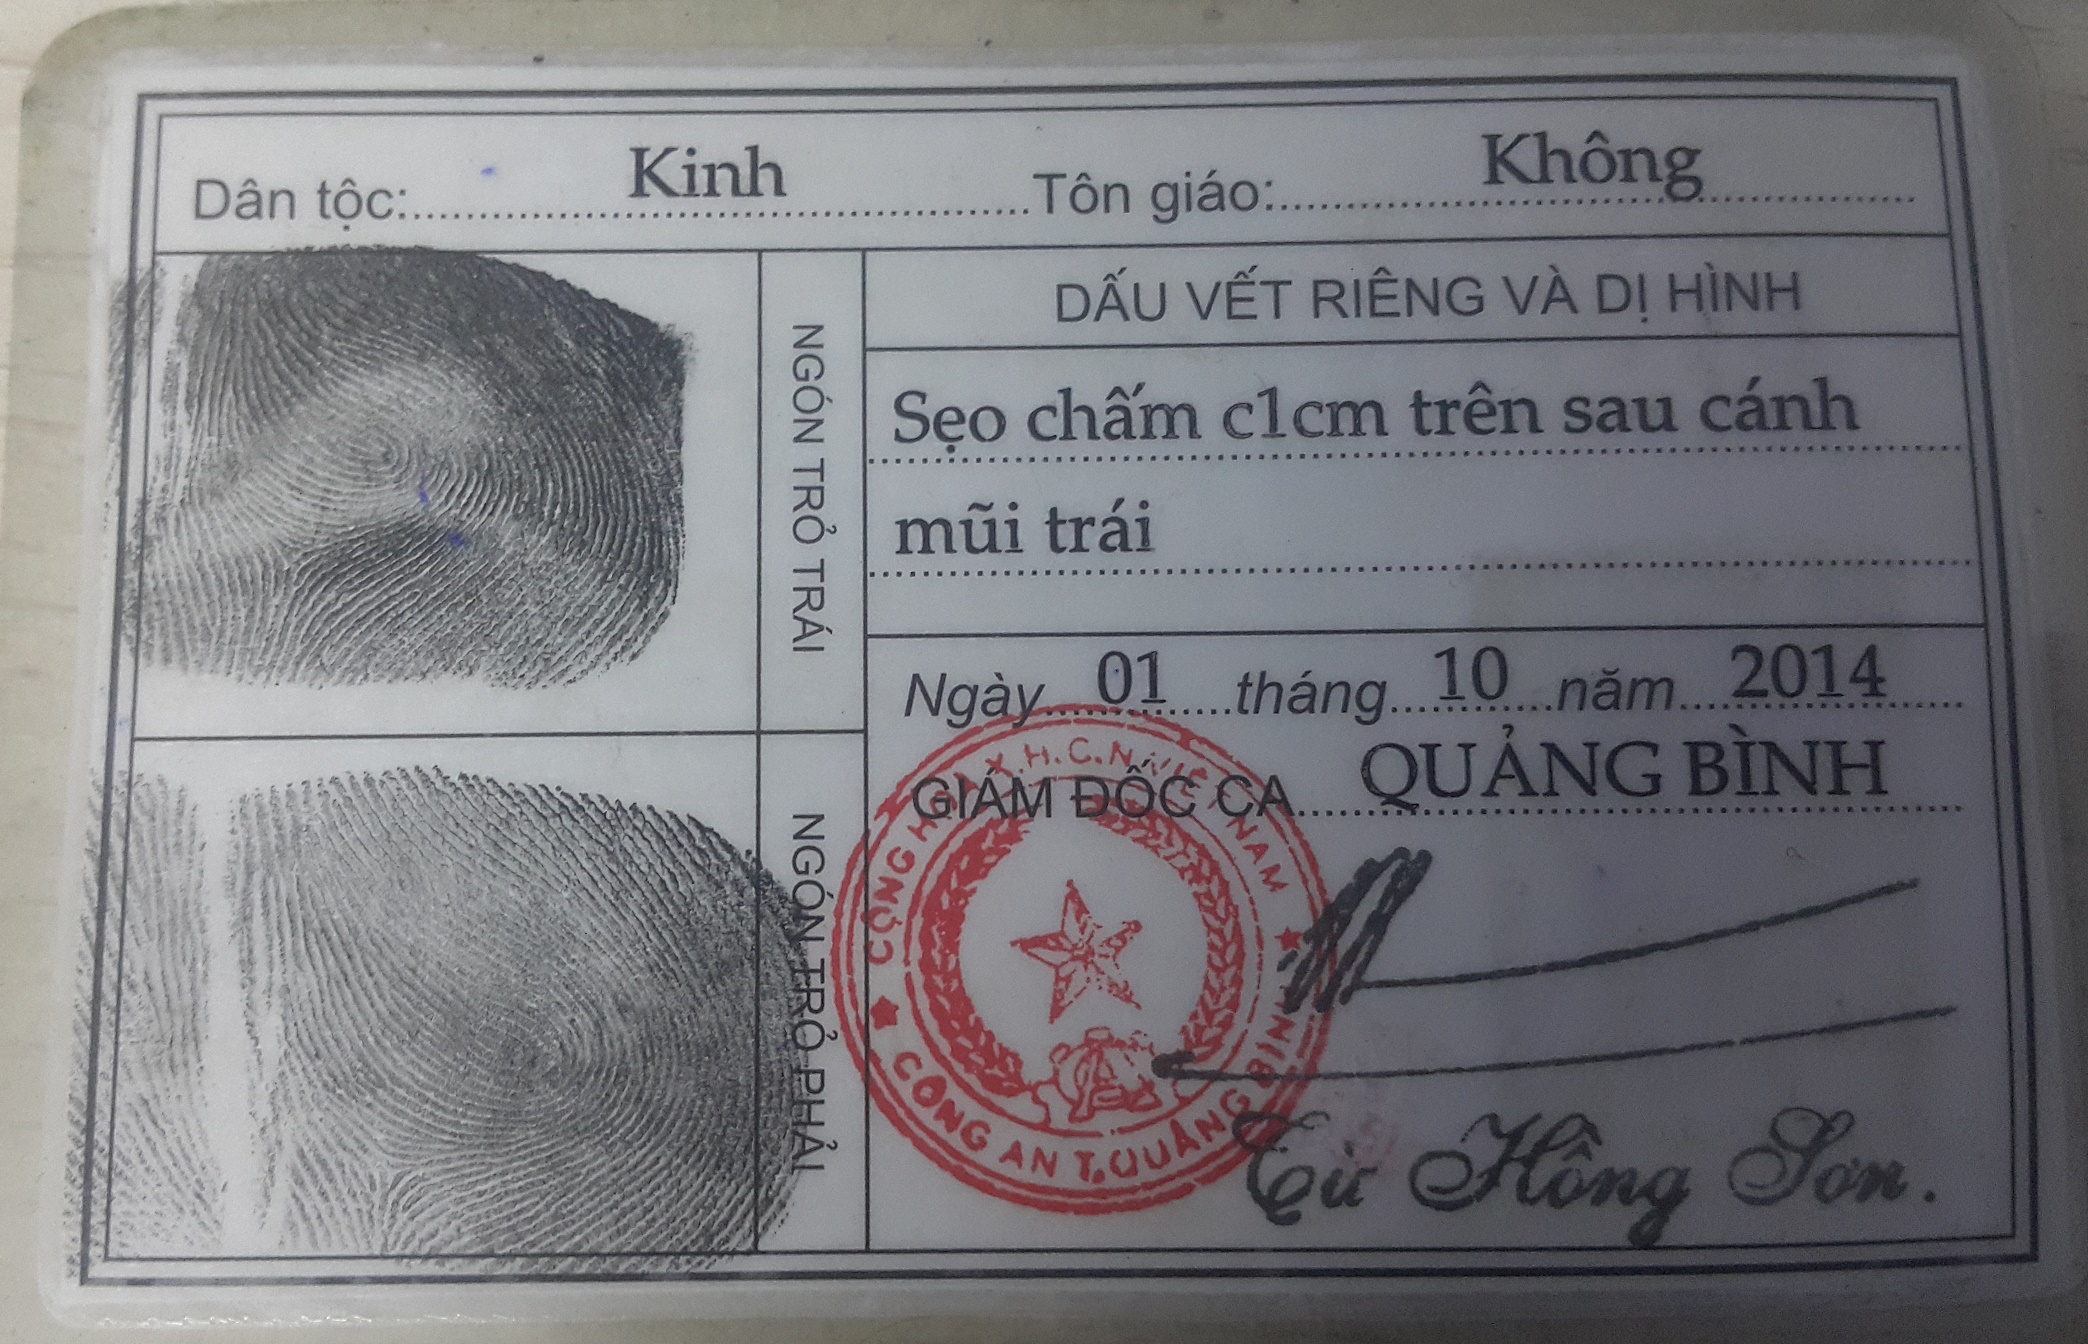 Dân tộc: Kinh Tôn giáo: Không
NGÓN TRỎ TRÁI
DẤU VẾT RIÊNG VÀ DỊ HÌNH
Sẹo chấm c1cm trên sau cánh
mũi trái
Ngày 01 tháng 10 năm 2014
GIÁM ĐỐC CA QUẢNG BÌNH
NGÓN TRỎ PHẢI
CỘNG HÒA X.H.C.N VIỆT NAM
CÔNG AN T. QUẢNG BÌNH
Từ Hồng Sơn.